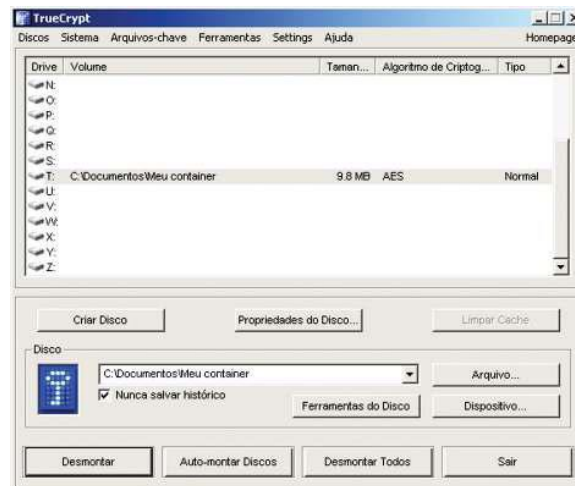 TrueCrypt
Discos Sistema Arquivos-chave Ferramentas Settings Ajuda Homepage
Drive Volume Taman... Algoritmo de Criptog... Tipo
N:
O:
P:
Q:
R:
S:
T: C:\Documentos\Meu container 9.8 MB AES Normal
U:
V:
W:
X:
Y:
Z:
Criar Disco Propriedades do Disco... Limpar Cache
Disco
C:\Documentos\Meu container Arquivo...
Nunca salvar histórico Ferramentas do Disco Dispositivo...
Desmontar Auto-montar Discos Desmontar Todos Sair